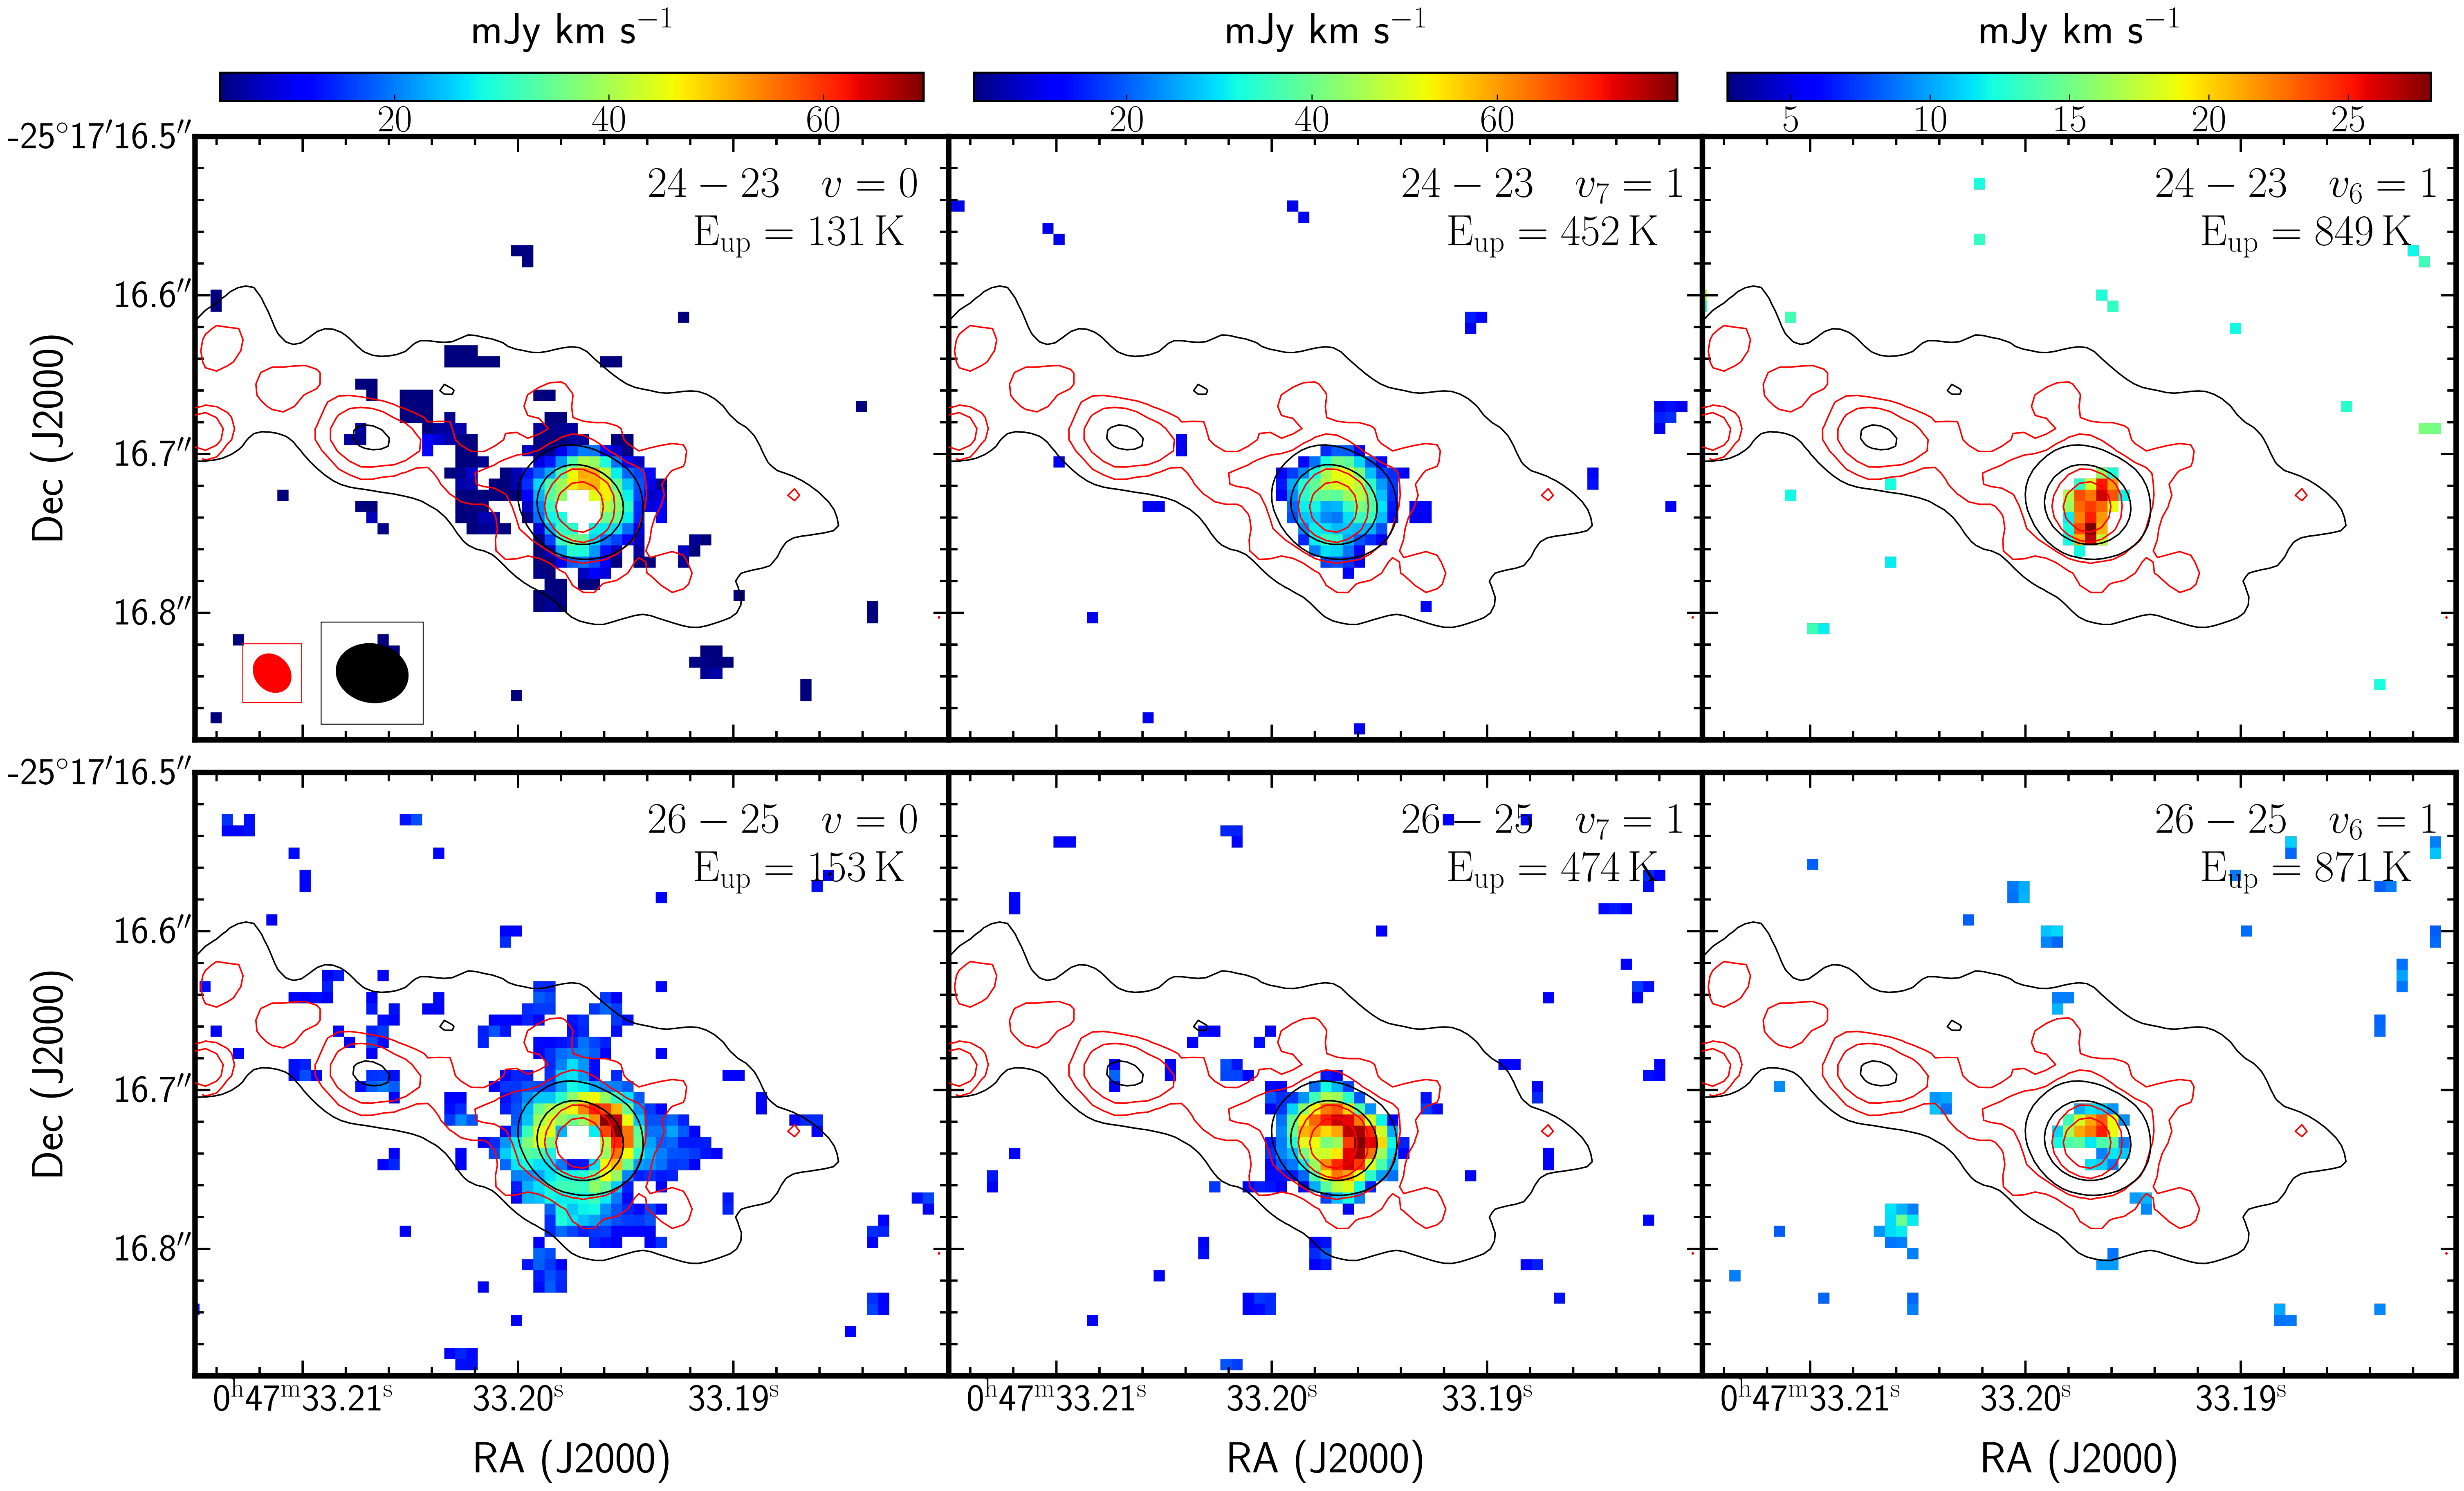 mJy km s⁻¹ mJy km s⁻¹ mJy km s⁻¹
20 40 60 20 40 60 5 10 15 20 25
-25°17′16.5″
24 − 23 v = 0
E_up = 131 K
24 − 23 v₇ = 1
E_up = 452 K
24 − 23 v₆ = 1
E_up = 849 K
16.6″
16.7″
16.8″
Dec (J2000)
-25°17′16.5″
26 − 25 v = 0
E_up = 153 K
26 − 25 v₇ = 1
E_up = 474 K
26 − 25 v₆ = 1
E_up = 871 K
16.6″
16.7″
16.8″
Dec (J2000)
0ʰ47ᵐ33.21ˢ 33.20ˢ 33.19ˢ 0ʰ47ᵐ33.21ˢ 33.20ˢ 33.19ˢ 0ʰ47ᵐ33.21ˢ 33.20ˢ 33.19ˢ
RA (J2000) RA (J2000) RA (J2000)